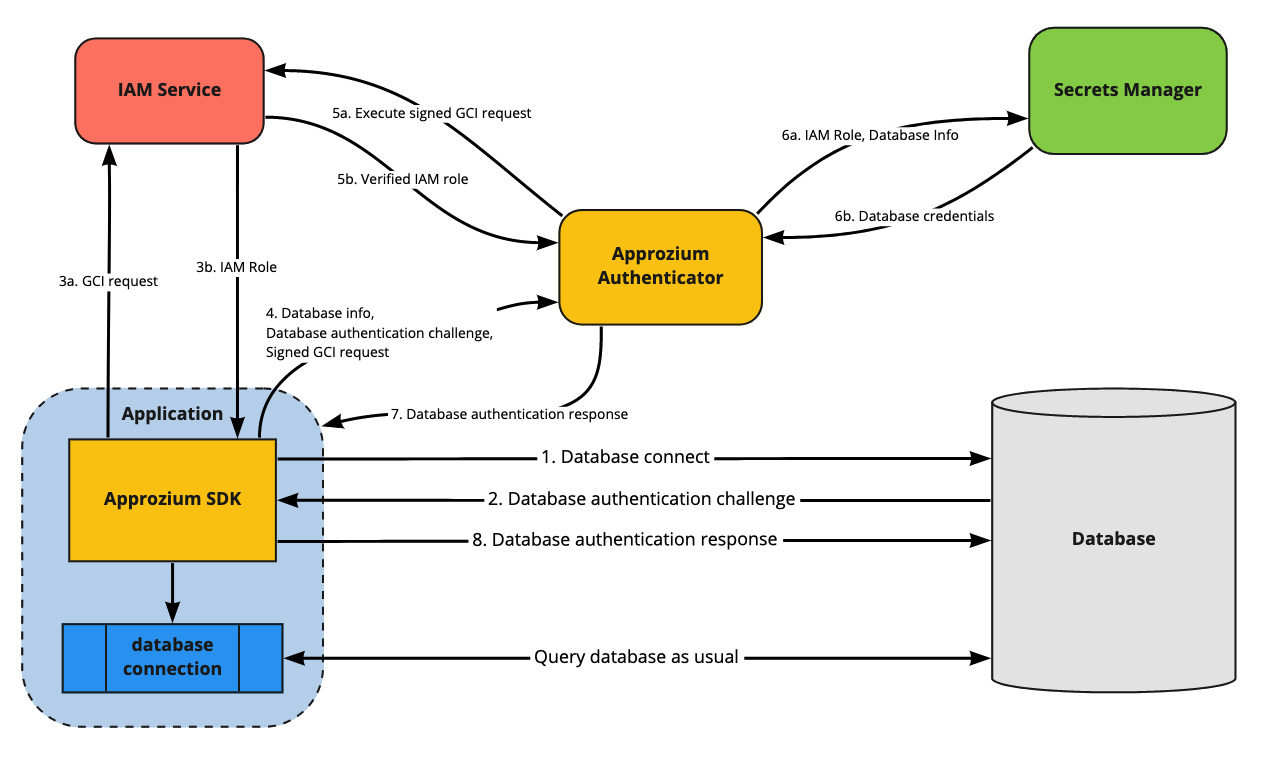 IAM Service
Secrets Manager
5a. Execute signed GCI request
6a. IAM Role, Database Info
5b. Verified IAM role
6b. Database credentials
Approzium
Authenticator
3a. GCI request
3b. IAM Role
4. Database info,
Database authentication challenge,
Signed GCI request
Application
7. Database authentication response
1. Database connect
Approzium SDK
2. Database authentication challenge
8. Database authentication response
Database
database
connection
Query database as usual